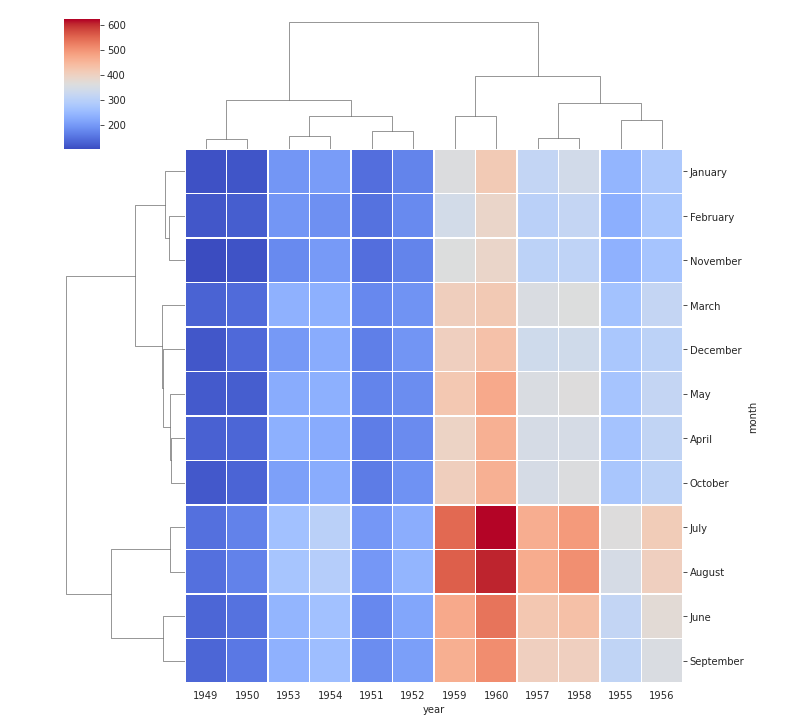 600
500
400
300
200
January
February
November
March
December
May
April
October
July
August
June
September
month
1949 1950 1953 1954 1951 1952 1959 1960 1957 1958 1955 1956
year